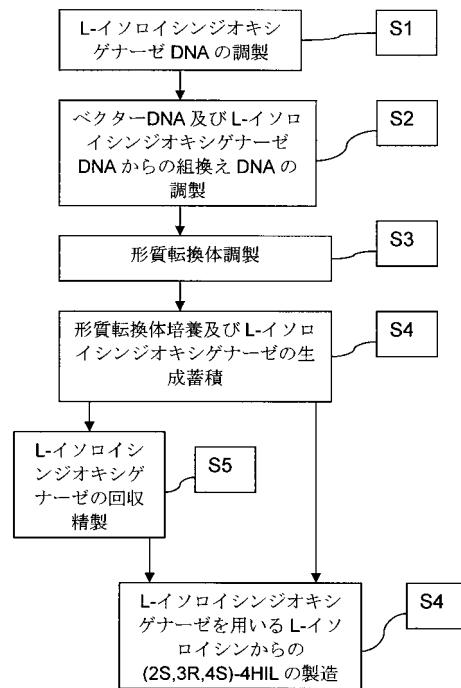 L-イソロイシンジオキシ
ゲナーゼ DNA の調製
S1
ベクターDNA 及び L-イソロ
イシンジオキシゲナーゼ
DNA からの組換え DNA の
調製
S2
形質転換体調製
S3
形質転換体培養及び L-イソロ
イシンジオキシゲナーゼの生
成蓄積
S4
L-イソロイシ
ンジオキシゲ
ナーゼの回収
精製
S5
L-イソロイシンジオキシ
ゲナーゼを用いる L-イソ
ロイシンからの
(2S,3R,4S)-4HIL の製造
S4